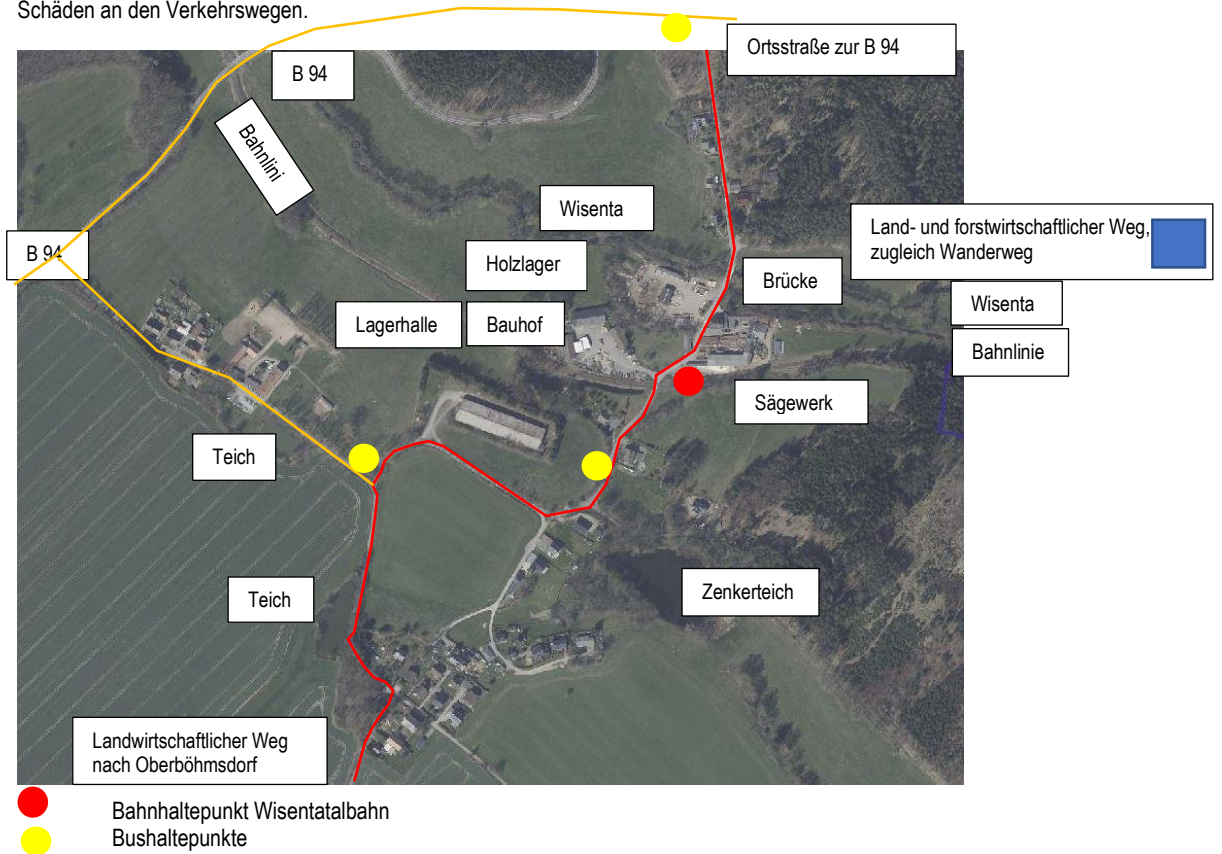 Schäden an den Verkehrswegen.
Ortsstraße zur B 94
B 94
Bahnlini
Wisenta
Land- und forstwirtschaftlicher Weg,
zugleich Wanderweg
B 94
Holzlager
Brücke
Wisenta
Lagerhalle
Bauhof
Bahnlinie
Sägewerk
Teich
Teich
Zenkerteich
Landwirtschaftlicher Weg
nach Oberböhmsdorf
Bahnhaltepunkt Wisentatalbahn
Bushaltepunkte